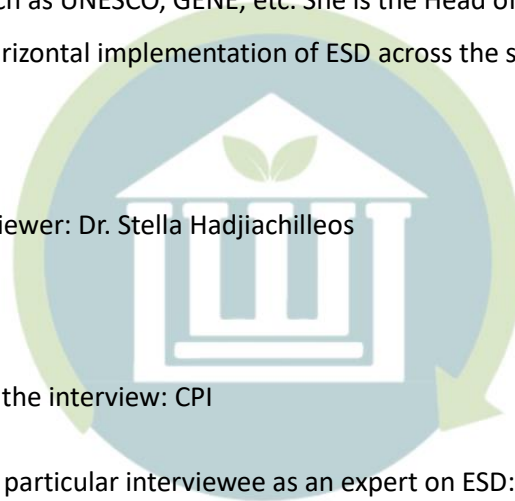 ch as UNESCO, GENE, etc. She is the Head of
rizontal implementation of ESD across the s
viewer: Dr. Stella Hadjiachilleos
the interview: CPI
particular interviewee as an expert on ESD: